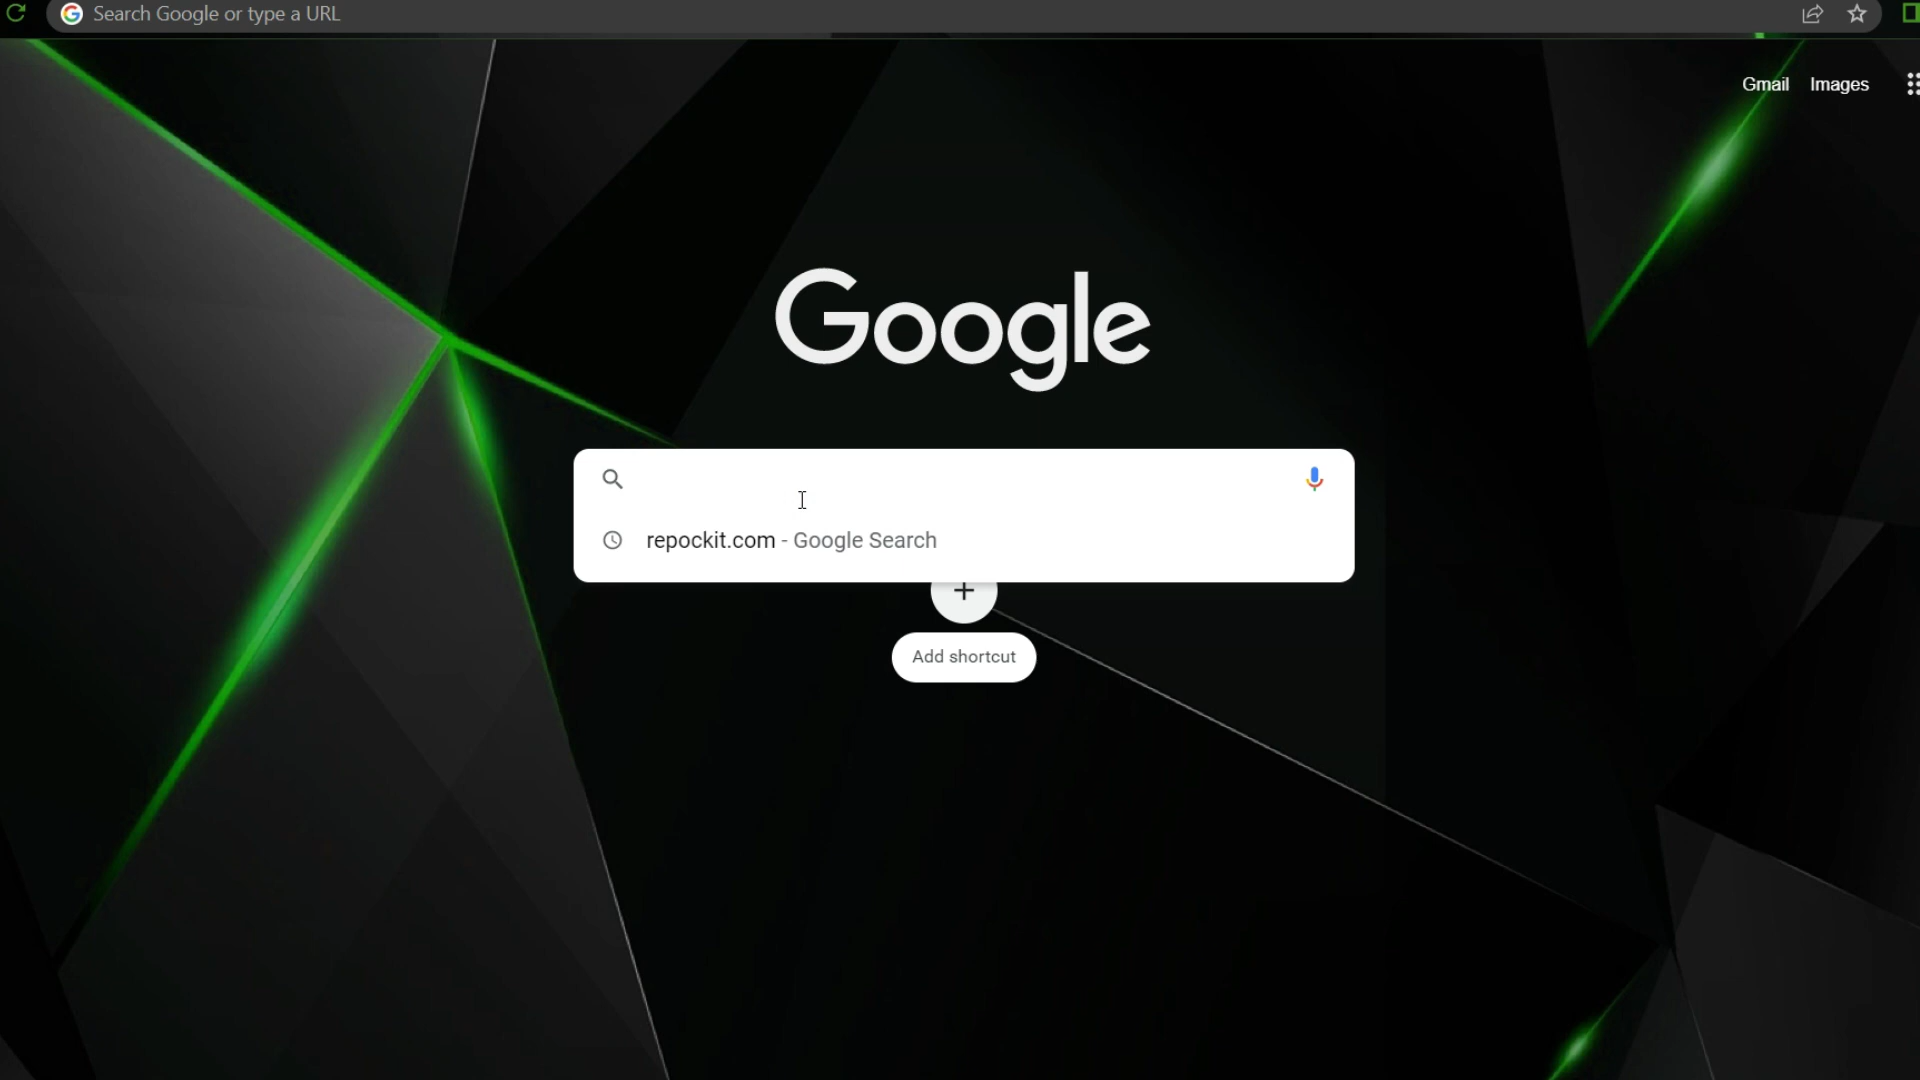 Search Google or type a URL
Gmail Images
Google
repockit.com - Google Search
Add shortcut